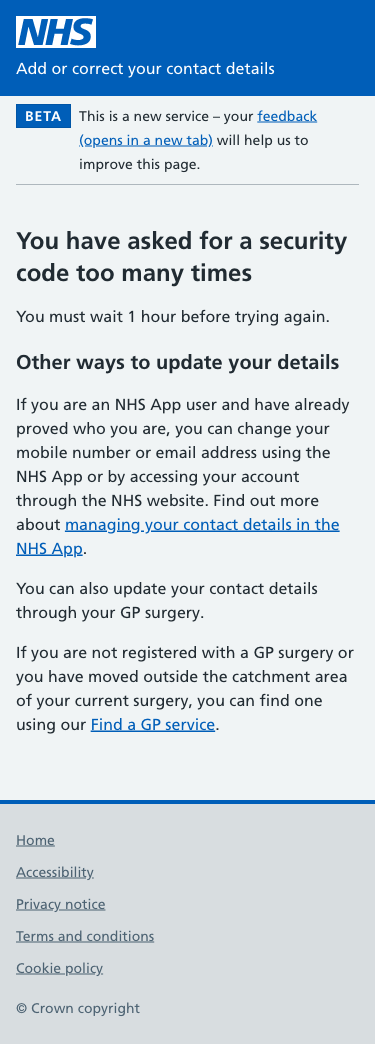 NHS
Add or correct your contact details
BETA
This is a new service – your feedback
(opens in a new tab) will help us to
improve this page.
You have asked for a security
code too many times
You must wait 1 hour before trying again.
Other ways to update your details
If you are an NHS App user and have already
proved who you are, you can change your
mobile number or email address using the
NHS App or by accessing your account
through the NHS website. Find out more
about managing your contact details in the
NHS App.
You can also update your contact details
through your GP surgery.
If you are not registered with a GP surgery or
you have moved outside the catchment area
of your current surgery, you can find one
using our Find a GP service.
Home
Accessibility
Privacy notice
Terms and conditions
Cookie policy
© Crown copyright